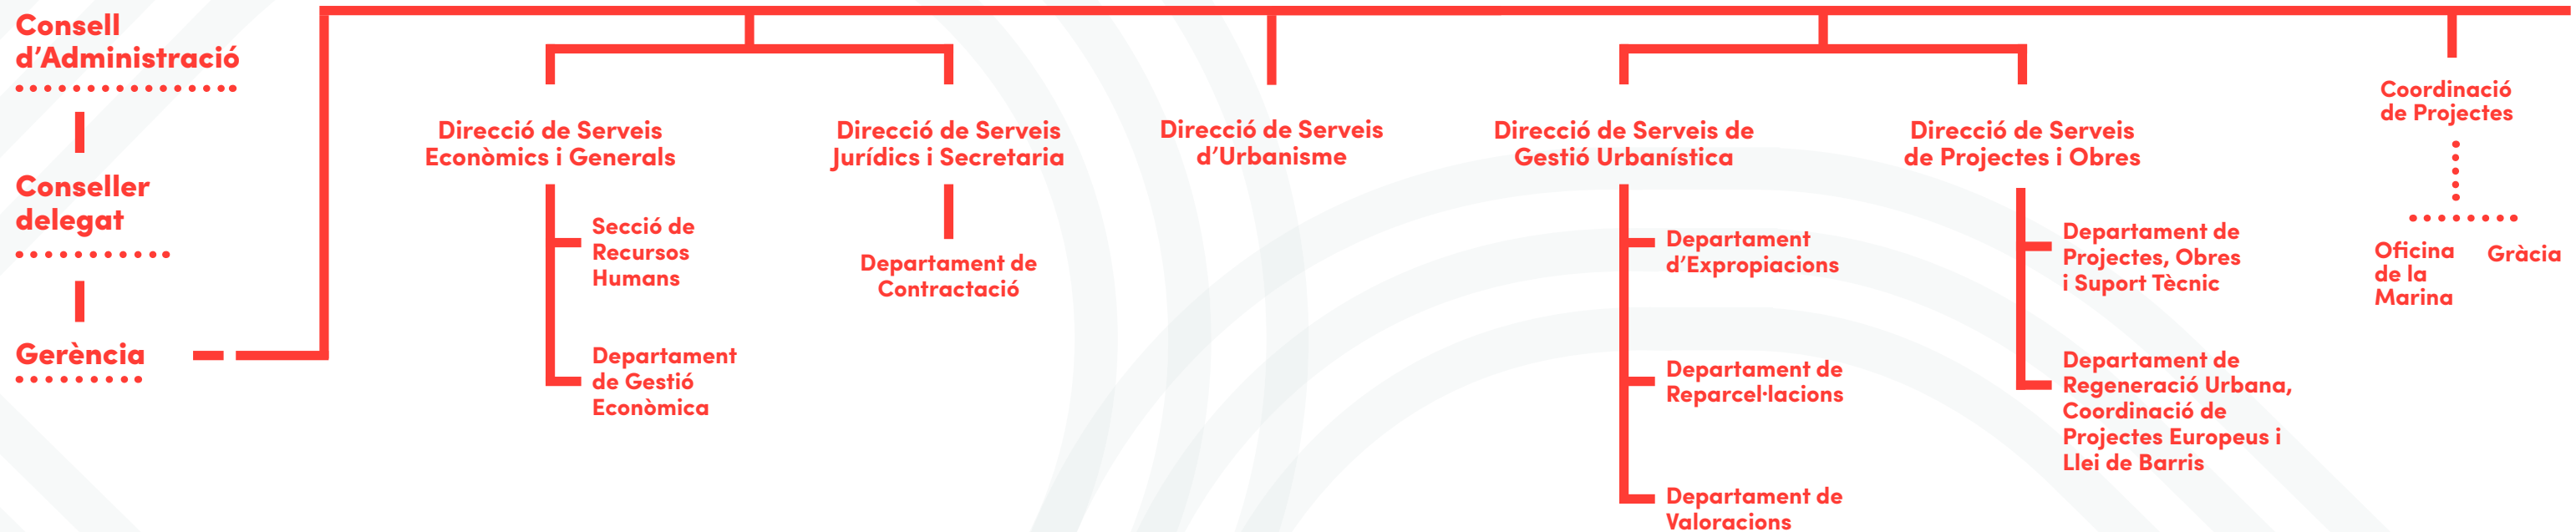 Consell
d'Administració
Conseller
delegat
Gerència
Direcció de Serveis
Econòmics i Generals
Secció de
Recursos
Humans
Departament
de Gestió
Econòmica
Direcció de Serveis
Jurídics i Secretaria
Departament de
Contractació
Direcció de Serveis
d'Urbanisme
Direcció de Serveis de
Gestió Urbanística
Departament
d'Expropiacions
Departament de
Reparcel·lacions
Departament de
Valoracions
Direcció de Serveis
de Projectes i Obres
Departament de
Projectes, Obres
i Suport Tècnic
Departament de
Regeneració Urbana,
Coordinació de
Projectes Europeus i
Llei de Barris
Coordinació
de Projectes
Oficina
de la
Marina
Gràcia